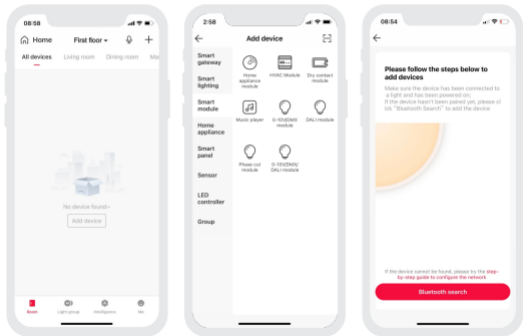 08:58
Home
First floor
All devices
Living room
Dining room
No device found~
Add device
Room
Light group
Intelligence
Me
2:58
Add device
Smart
gateway
Smart
lighting
Smart
module
Home
appliance
Smart
panel
Sensor
LED
controller
Group
Home
appliance
module
HVAC Module
Dry contact
module
Music player
0-10V/DMX
module
DALI module
Phase cut
module
0-10V/DMX/
DALI module
08:54
Please follow the steps below to
add devices
Make sure the device has been connected to
a light and has been powered on;
If the device hasn't been paired yet, please cl
ick "Bluetooth Search" to add the device
If the device cannot be found, please try the step-
by-step guide to configure the network
Bluetooth search